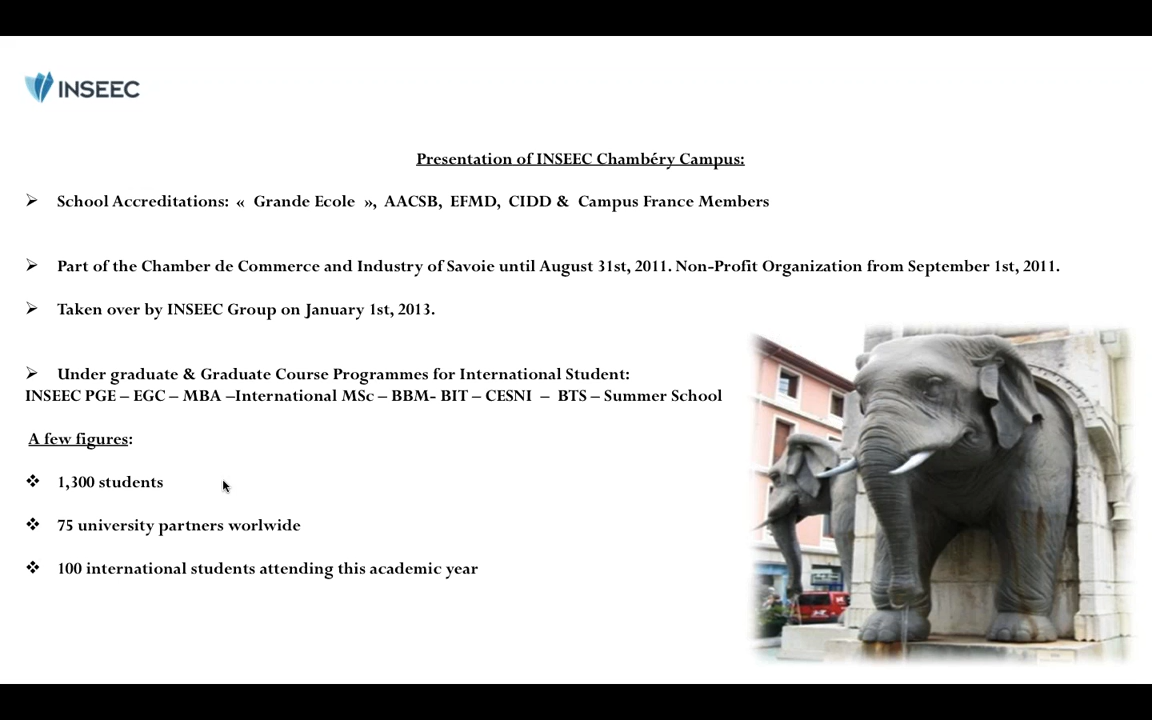 INSEEC
Presentation of INSEEC Chambéry Campus:
School Accreditations: « Grande Ecole », AACSB, EFMD, CIDD & Campus France Members
Part of the Chamber de Commerce and Industry of Savoie until August 31st, 2011. Non-Profit Organization from September 1st, 2011.
Taken over by INSEEC Group on January 1st, 2013.
Under graduate & Graduate Course Programmes for International Student:
INSEEC PGE – EGC – MBA –International MSc – BBM- BIT – CESNI – BTS – Summer School
A few figures:
1,300 students
75 university partners worlwide
100 international students attending this academic year